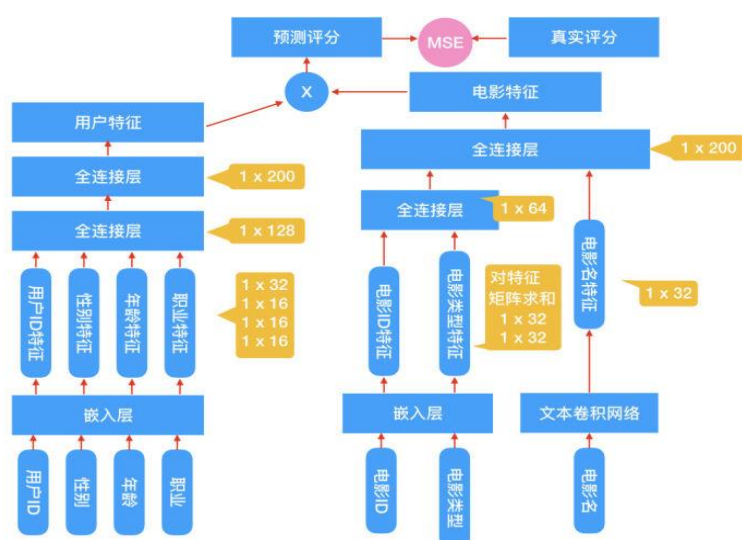 预测评分
MSE
真实评分
X
用户特征
电影特征
全连接层
1 x 200
全连接层
1 x 200
全连接层
1 x 128
全连接层
1 x 64
用户ID特征
性别特征
年龄特征
职业特征
1 x 32
1 x 16
1 x 16
1 x 16
电影ID特征
电影类型特征
对特征
矩阵求和
1 x 32
1 x 32
电影名特征
1 x 32
嵌入层
嵌入层
文本卷积网络
用户ID
性别
年龄
职业
电影ID
电影类型
电影名